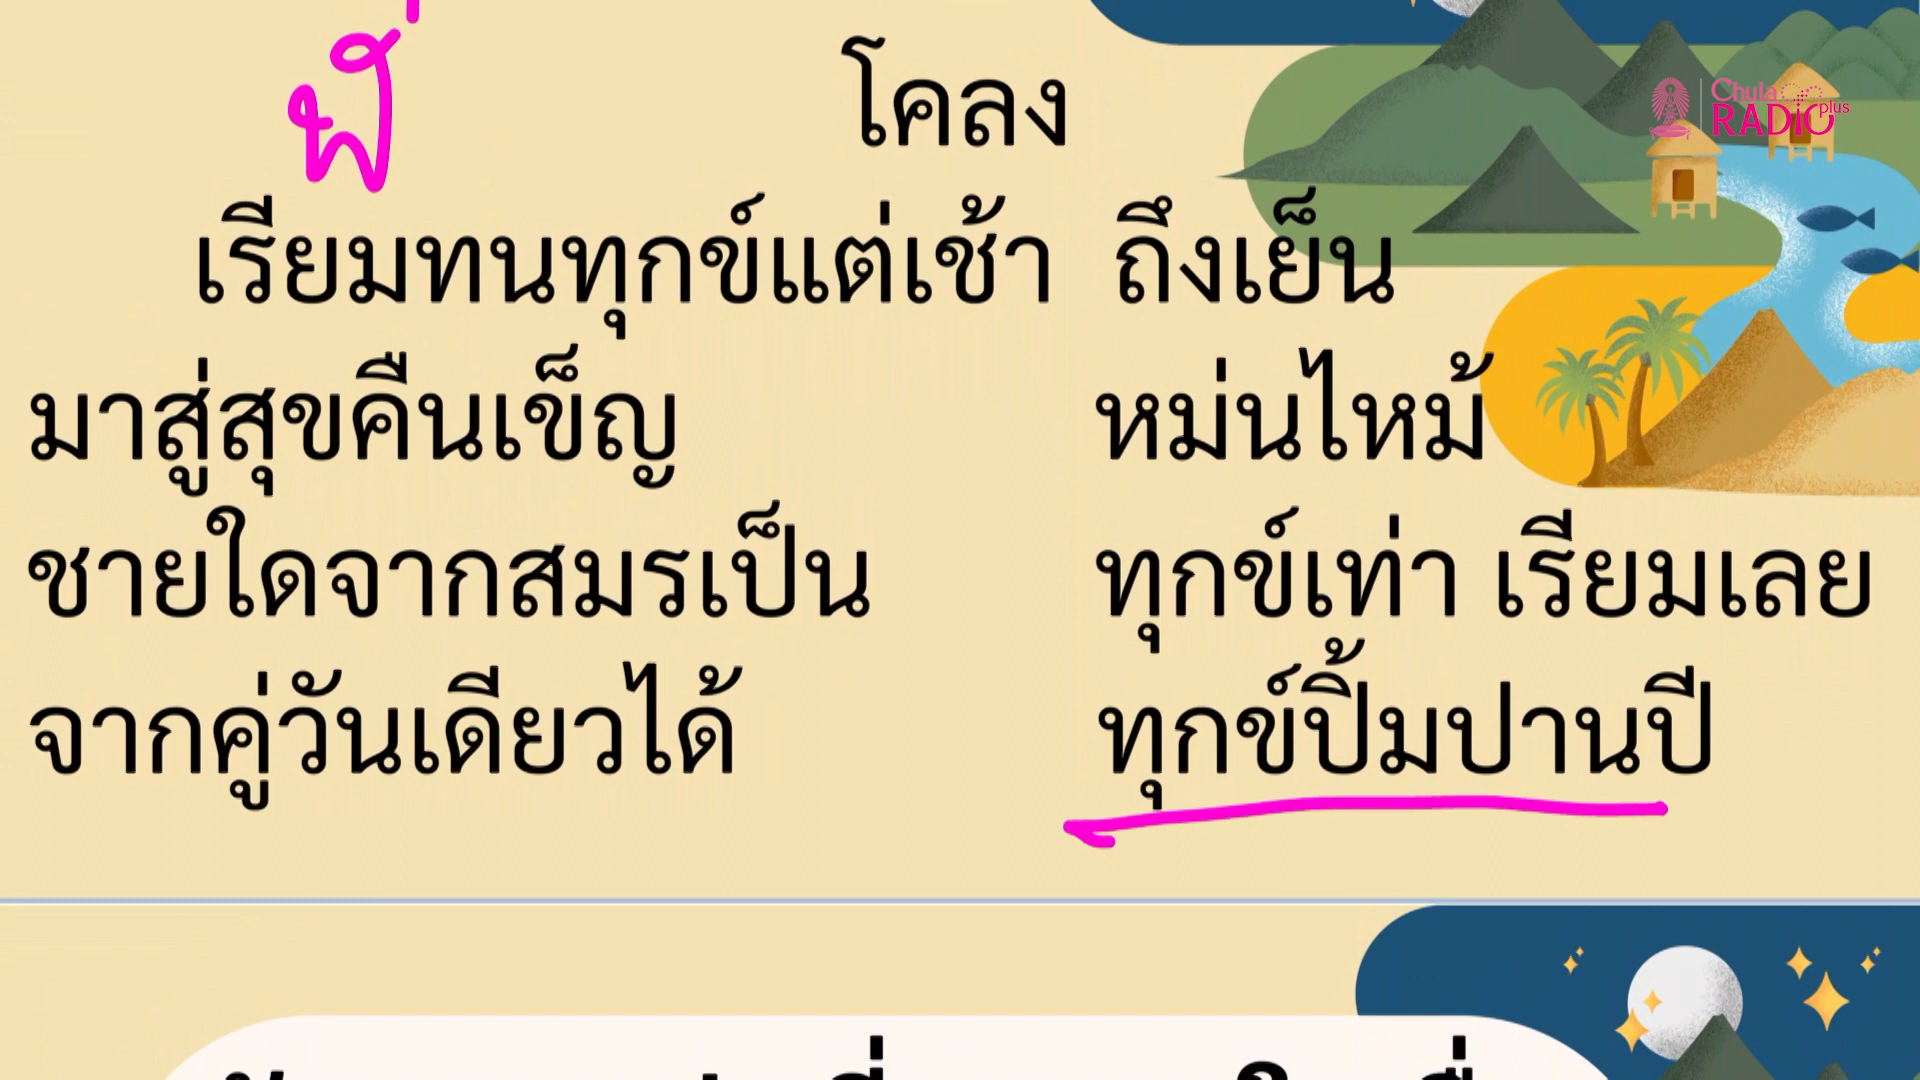 พี่
โคลง
Chula
RADIO plus
เรียมทนทุกข์แต่เช้า ถึงเย็น
มาสู่สุขคืนเข็ญ หม่นไหม้
ชายใดจากสมรเป็น ทุกข์เท่า เรียมเลย
จากคู่วันเดียวได้ ทุกข์ปิ้มปานปี